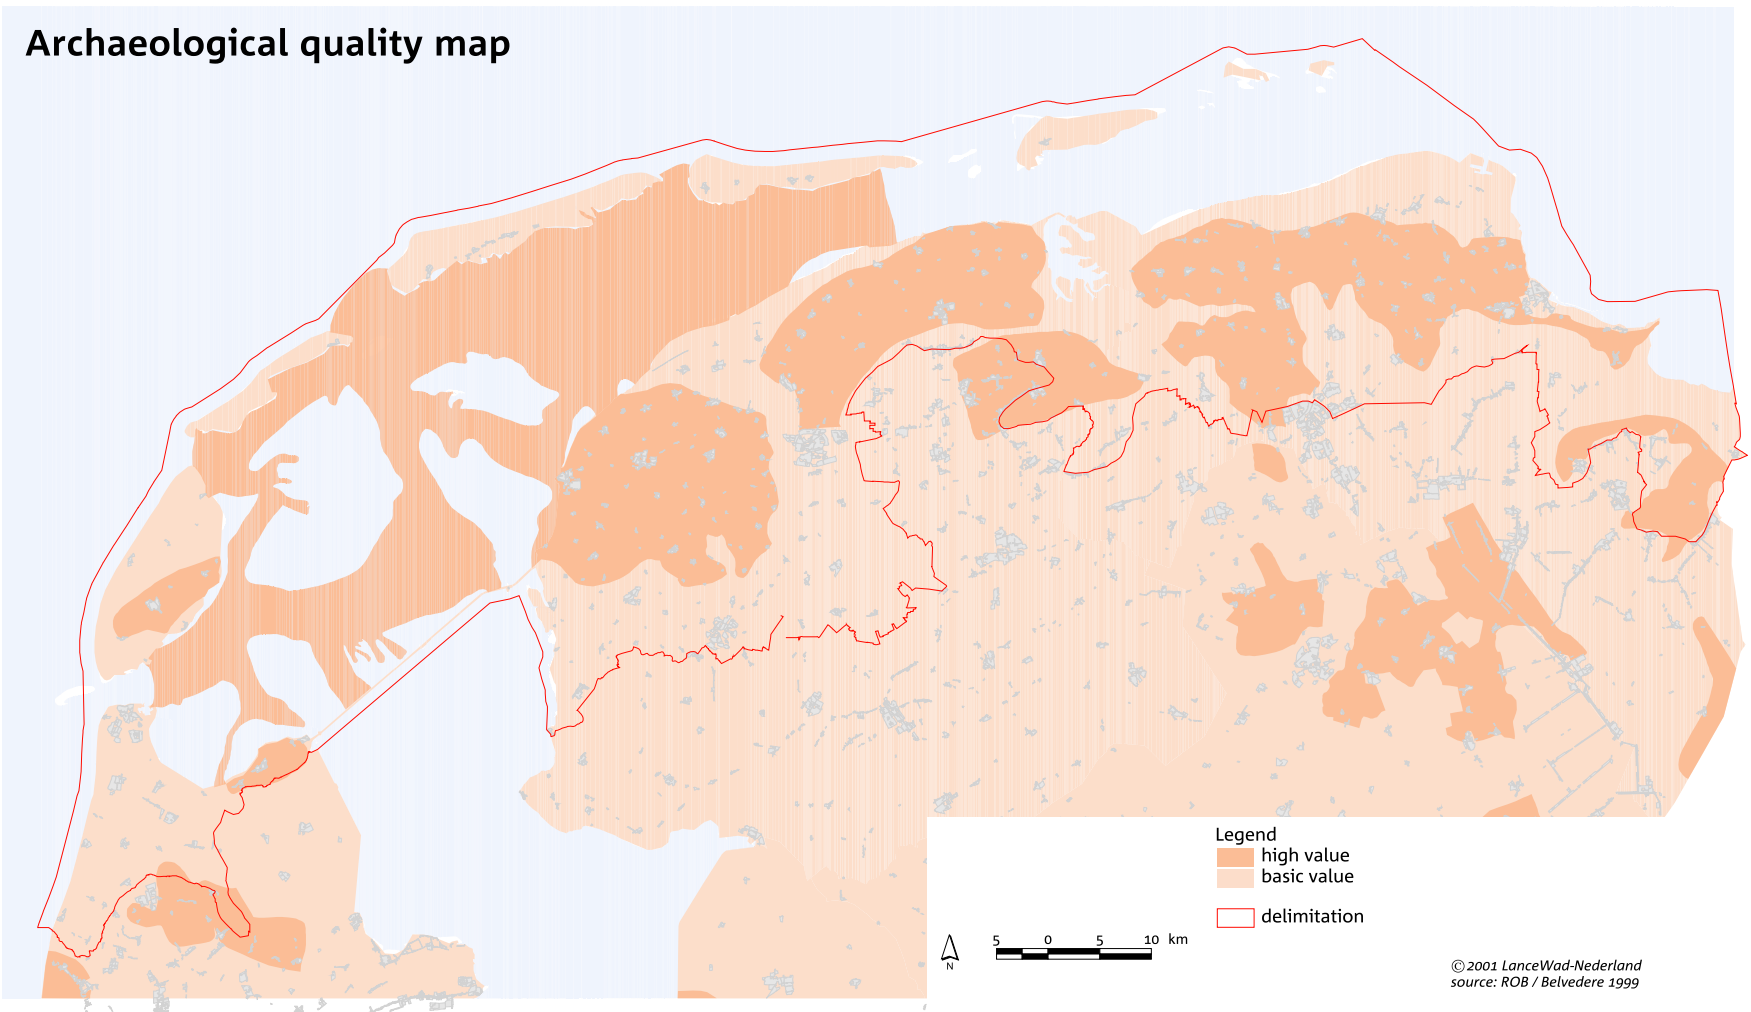 Archaeological quality map
Legend
high value
basic value
delimitation
5 0 5 10 km
N
©2001 LanceWad-Nederland
source: ROB / Belvedere 1999